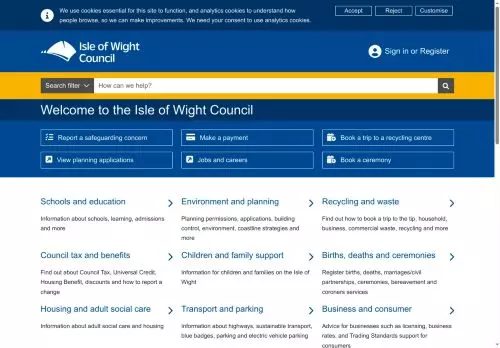 We use cookies essential for this site to function, and analytics cookies to understand how
people browse, so we can make improvements. We need your consent to use analytics cookies.
Accept
Reject
Customise
Isle of Wight
Council
Sign in or Register
Search filter
How can we help?
Welcome to the Isle of Wight Council
Report a safeguarding concern
Make a payment
Book a trip to a recycling centre
View planning applications
Jobs and careers
Book a ceremony
Schools and education
Information about schools, learning, admissions
and more
Environment and planning
Planning permissions, applications, building
control, environment, coastline strategies and
more
Recycling and waste
Find out how to book a trip to the tip, household,
business, commercial waste, recycling and more
Council tax and benefits
Find out about Council Tax, Universal Credit,
Housing Benefit, discounts and how to report a
change
Children and family support
Information for children and families on the Isle of
Wight
Births, deaths and ceremonies
Register births, deaths, marriages/civil
partnerships, ceremonies, bereavement and
coroners services
Housing and adult social care
Information about adult social care and housing
Transport and parking
Information about highways, sustainable transport,
blue badges, parking and electric vehicle parking
Business and consumer
Advice for businesses such as licensing, business
rates, and Trading Standards support for
consumers